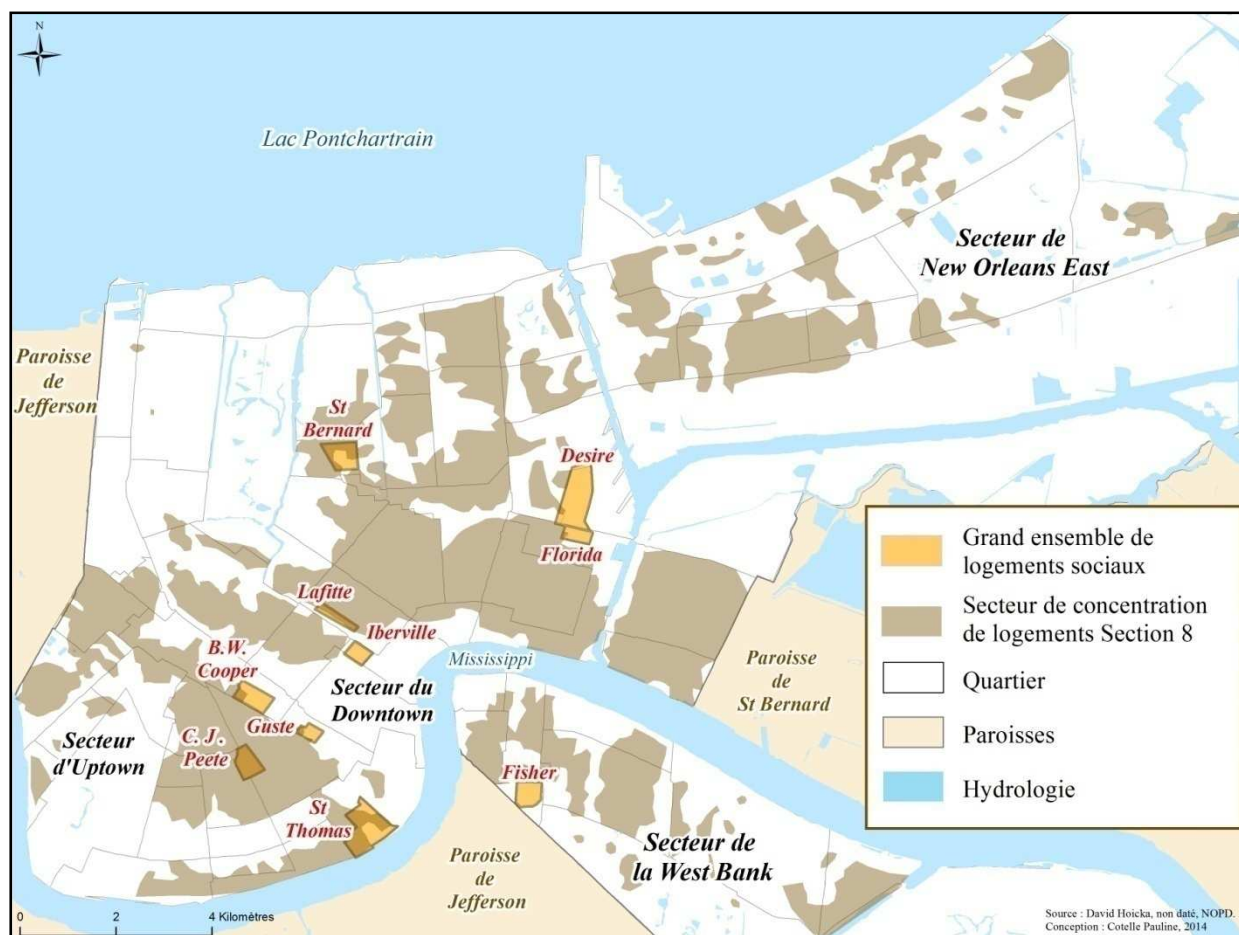 N
Lac Pontchartrain
Secteur de
New Orleans East
Paroisse
de
Jefferson
St
Bernard
Desire
Florida
Lafitte
Iberville
B.W.
Cooper
Mississippi
Secteur du
Downtown
Guste
Secteur
d'Uptown
C. J .
Peete
St
Thomas
Fisher
Secteur de
la West Bank
Paroisse
de
Jefferson
Paroisse
de
St Bernard
Grand ensemble de
logements sociaux
Secteur de concentration
de logements Section 8
Quartier
Paroisses
Hydrologie
0 2 4 Kilomètres
Source : David Hoicka, non daté, NOPD.
Conception : Cotelle Pauline, 2014